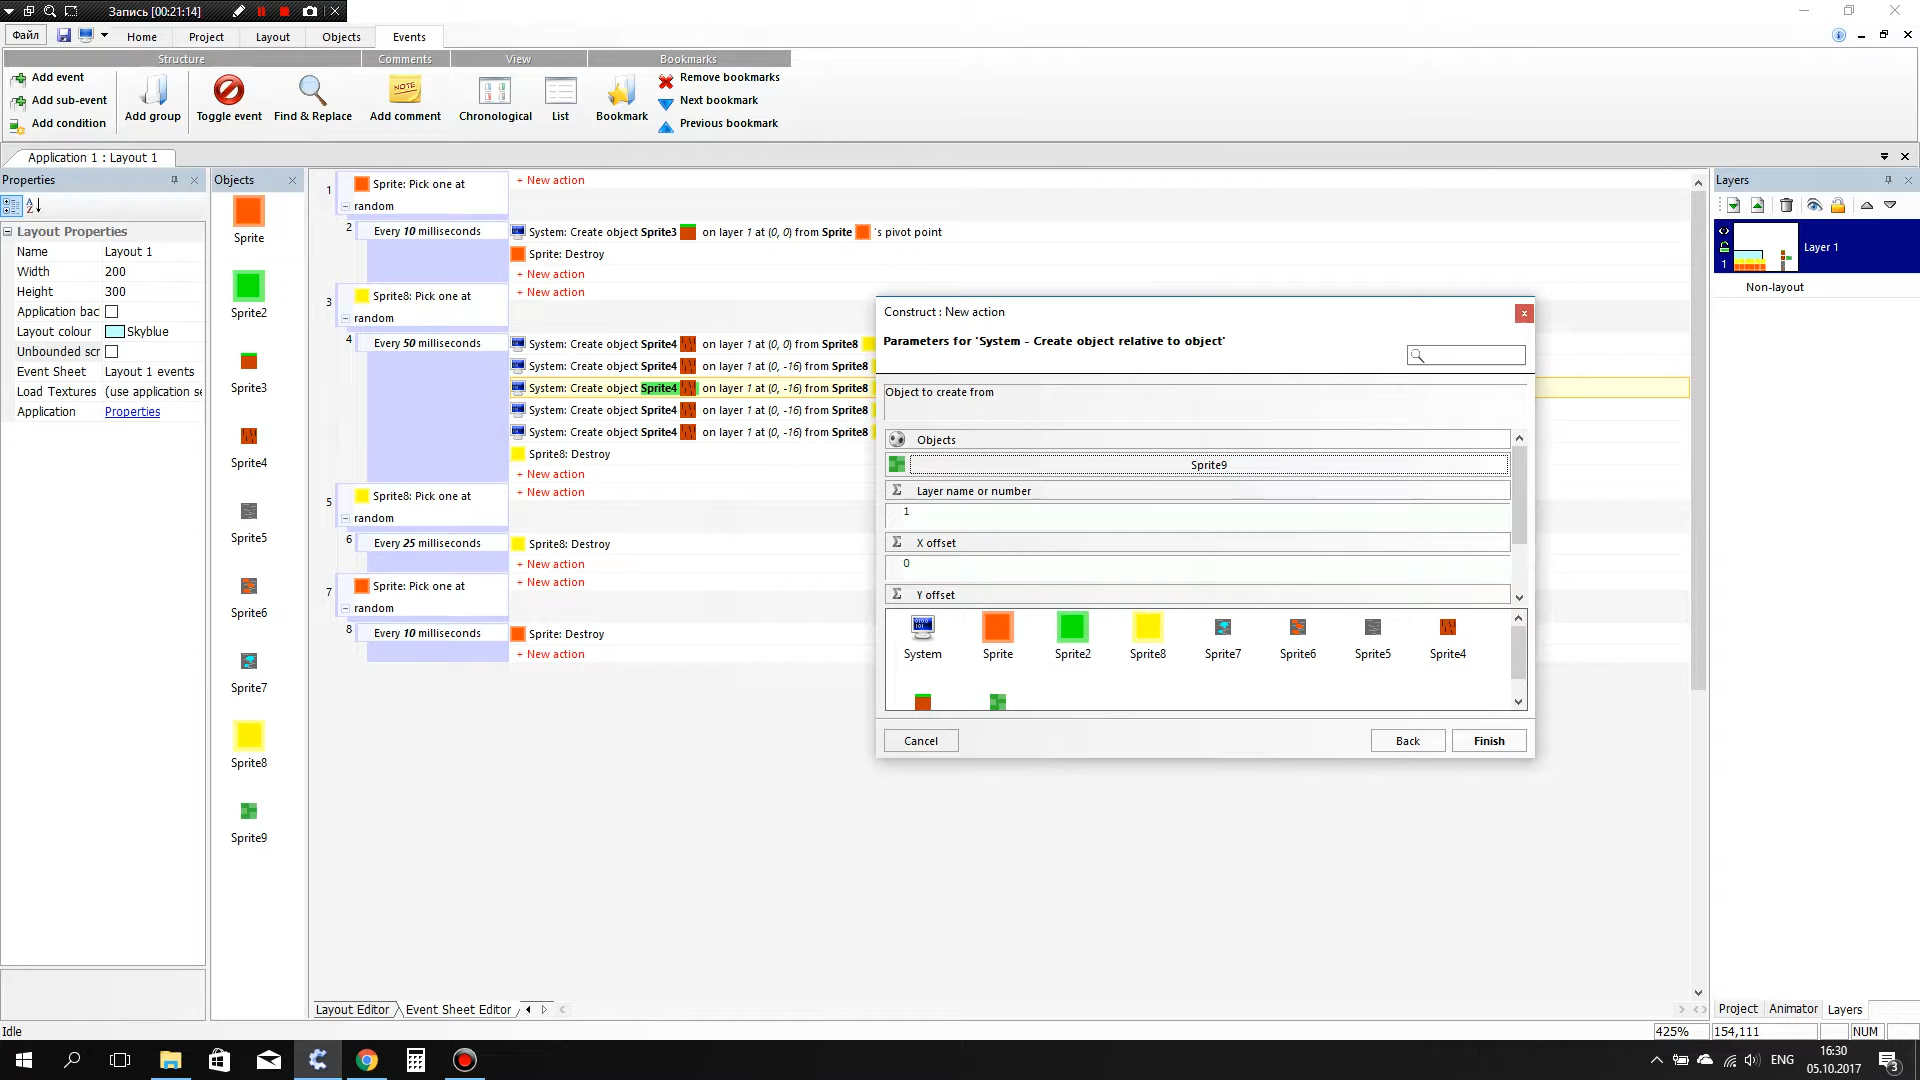 Запись [00:21:14]
Файл
Home
Project
Layout
Objects
Events
Structure
Comments
View
Bookmarks
Add event
Add sub-event
Add condition
Add group
Toggle event
Find & Replace
NOTE
Add comment
Chronological
List
Bookmark
Remove bookmarks
Next bookmark
Previous bookmark
Application 1 : Layout 1
Properties
Layout Properties
Name Layout 1
Width 200
Height 300
Application bac
Layout colour Skyblue
Unbounded scr
Event Sheet Layout 1 events
Load Textures (use application se
Application Properties
Objects
Sprite
Sprite2
Sprite3
Sprite4
Sprite5
Sprite6
Sprite7
Sprite8
Sprite9
1 Sprite: Pick one at random
+ New action
2 Every 10 milliseconds
System: Create object Sprite3 on layer 1 at (0, 0) from Sprite 's pivot point
Sprite: Destroy
+ New action
3 Sprite8: Pick one at random
+ New action
4 Every 50 milliseconds
System: Create object Sprite4 on layer 1 at (0, 0) from Sprite8
System: Create object Sprite4 on layer 1 at (0, -16) from Sprite8
System: Create object Sprite4 on layer 1 at (0, -16) from Sprite8
System: Create object Sprite4 on layer 1 at (0, -16) from Sprite8
System: Create object Sprite4 on layer 1 at (0, -16) from Sprite8
Sprite8: Destroy
+ New action
5 Sprite8: Pick one at random
+ New action
6 Every 25 milliseconds
Sprite8: Destroy
+ New action
7 Sprite: Pick one at random
+ New action
8 Every 10 milliseconds
Sprite: Destroy
+ New action
Construct : New action
Parameters for 'System - Create object relative to object'
Object to create from
Objects
Sprite9
Layer name or number
1
X offset
0
Y offset
System
Sprite
Sprite2
Sprite8
Sprite7
Sprite6
Sprite5
Sprite4
Cancel
Back
Finish
Layers
1
Layer 1
Non-layout
Layout Editor
Event Sheet Editor
Project
Animator
Layers
Idle
425%
154,111
NUM
ENG
16:30
05.10.2017
3